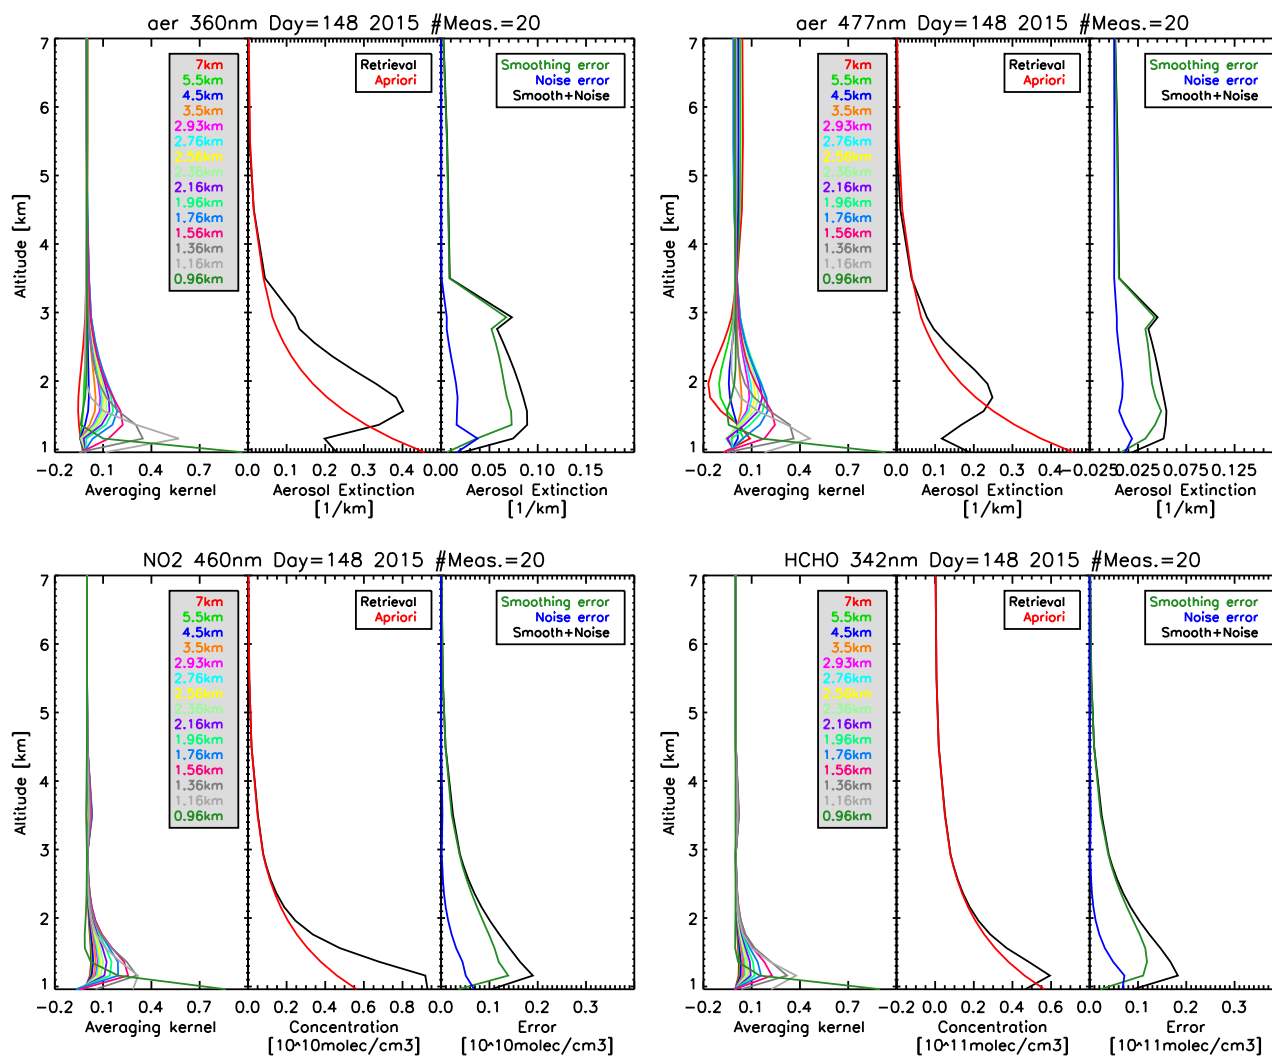 aer 360nm Day=148 2015 #Meas.=20
7
6
5
4
3
2
1
Altitude [km]
7km
5.5km
4.5km
3.5km
2.93km
2.76km
2.56km
2.36km
2.16km
1.96km
1.76km
1.56km
1.36km
1.16km
0.96km
Retrieval
Apriori
Smoothing error
Noise error
Smooth+Noise
-0.2 0.1 0.4 0.7
Averaging kernel
0.0 0.1 0.2 0.3 0.4
Aerosol Extinction
[1/km]
0.0 0.05 0.10 0.15
Aerosol Extinction
[1/km]
aer 477nm Day=148 2015 #Meas.=20
7
6
5
4
3
2
1
Altitude [km]
7km
5.5km
4.5km
3.5km
2.93km
2.76km
2.56km
2.36km
2.16km
1.96km
1.76km
1.56km
1.36km
1.16km
0.96km
Retrieval
Apriori
Smoothing error
Noise error
Smooth+Noise
-0.2 0.1 0.4 0.7
Averaging kernel
0.0 0.1 0.2 0.3 0.4
Aerosol Extinction
[1/km]
-0.025 0.025 0.075 0.125
Aerosol Extinction
[1/km]
NO2 460nm Day=148 2015 #Meas.=20
7
6
5
4
3
2
1
Altitude [km]
7km
5.5km
4.5km
3.5km
2.93km
2.76km
2.56km
2.36km
2.16km
1.96km
1.76km
1.56km
1.36km
1.16km
0.96km
Retrieval
Apriori
Smoothing error
Noise error
Smooth+Noise
-0.2 0.1 0.4 0.7
Averaging kernel
0.0 0.2 0.4 0.6 0.8
Concentration
[10^10molec/cm3]
0.0 0.1 0.2 0.3
Error
[10^10molec/cm3]
HCHO 342nm Day=148 2015 #Meas.=20
7
6
5
4
3
2
1
Altitude [km]
7km
5.5km
4.5km
3.5km
2.93km
2.76km
2.56km
2.36km
2.16km
1.96km
1.76km
1.56km
1.36km
1.16km
0.96km
Retrieval
Apriori
Smoothing error
Noise error
Smooth+Noise
-0.2 0.1 0.4 0.7
Averaging kernel
-0.2 0.0 0.2 0.4 0.6
Concentration
[10^11molec/cm3]
0.0 0.1 0.2 0.3
Error
[10^11molec/cm3]